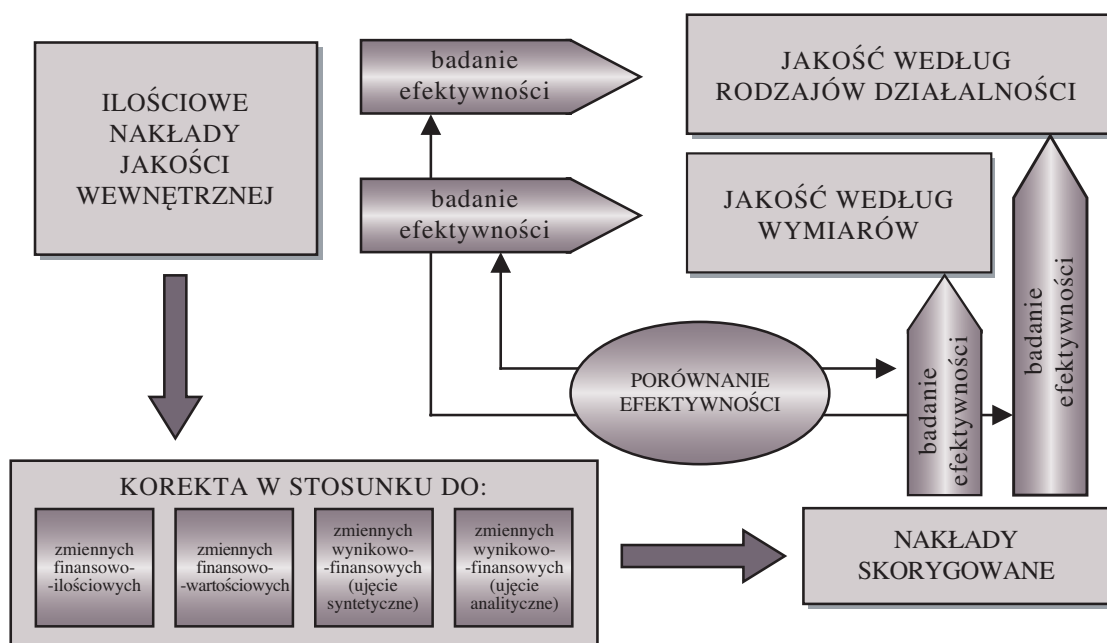 ILOŚCIOWE
NAKŁADY
JAKOŚCI
WEWNĘTRZNEJ
badanie
efektywności
JAKOŚĆ WEDŁUG
RODZAJÓW DZIAŁALNOŚCI
badanie
efektywności
JAKOŚĆ WEDŁUG
WYMIARÓW
PORÓWNANIE
EFEKTYWNOŚCI
badanie
efektywności
badanie
efektywności
KOREKTA W STOSUNKU DO:
zmiennych
finansowo-
-ilościowych
zmiennych
finansowo-
-wartościowych
zmiennych
wynikowo-
-finansowych
(ujęcie
syntetyczne)
zmiennych
wynikowo-
-finansowych
(ujęcie
analityczne)
NAKŁADY
SKORYGOWANE